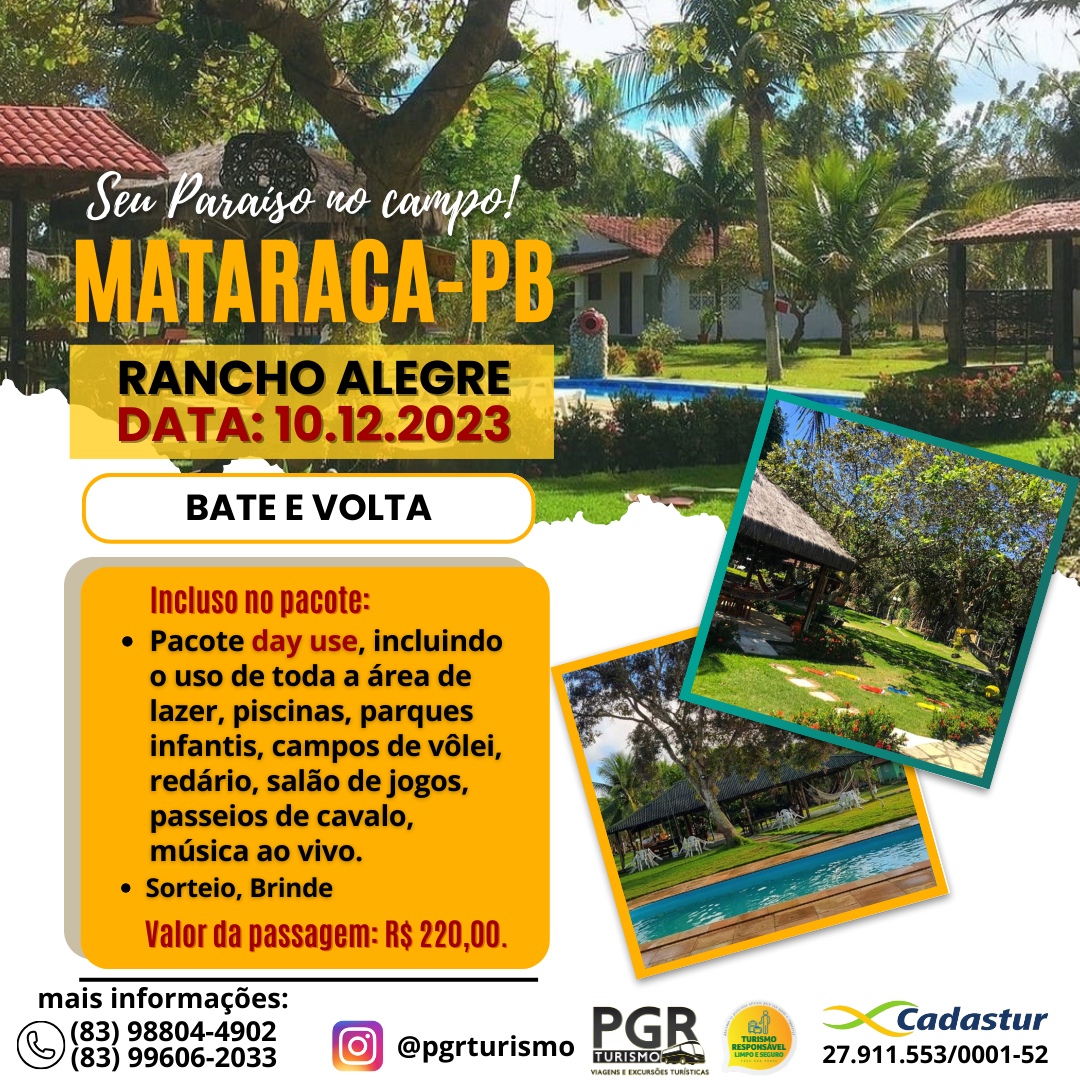 Seu Paraíso no campo!
MATARACA-PB
RANCHO ALEGRE
DATA: 10.12.2023
BATE E VOLTA
Incluso no pacote:
• Pacote day use, incluindo
o uso de toda a área de
lazer, piscinas, parques
infantis, campos de vôlei,
redário, salão de jogos,
passeios de cavalo,
música ao vivo.
• Sorteio, Brinde
Valor da passagem: R$ 220,00.
mais informações:
(83) 98804-4902
(83) 99606-2033
@pgrturismo
PGR
TURISMO
VIAGENS E EXCURSÕES TURÍSTICAS
TURISMO
RESPONSÁVEL
LIMPO E SEGURO
Cadastur
27.911.553/0001-52